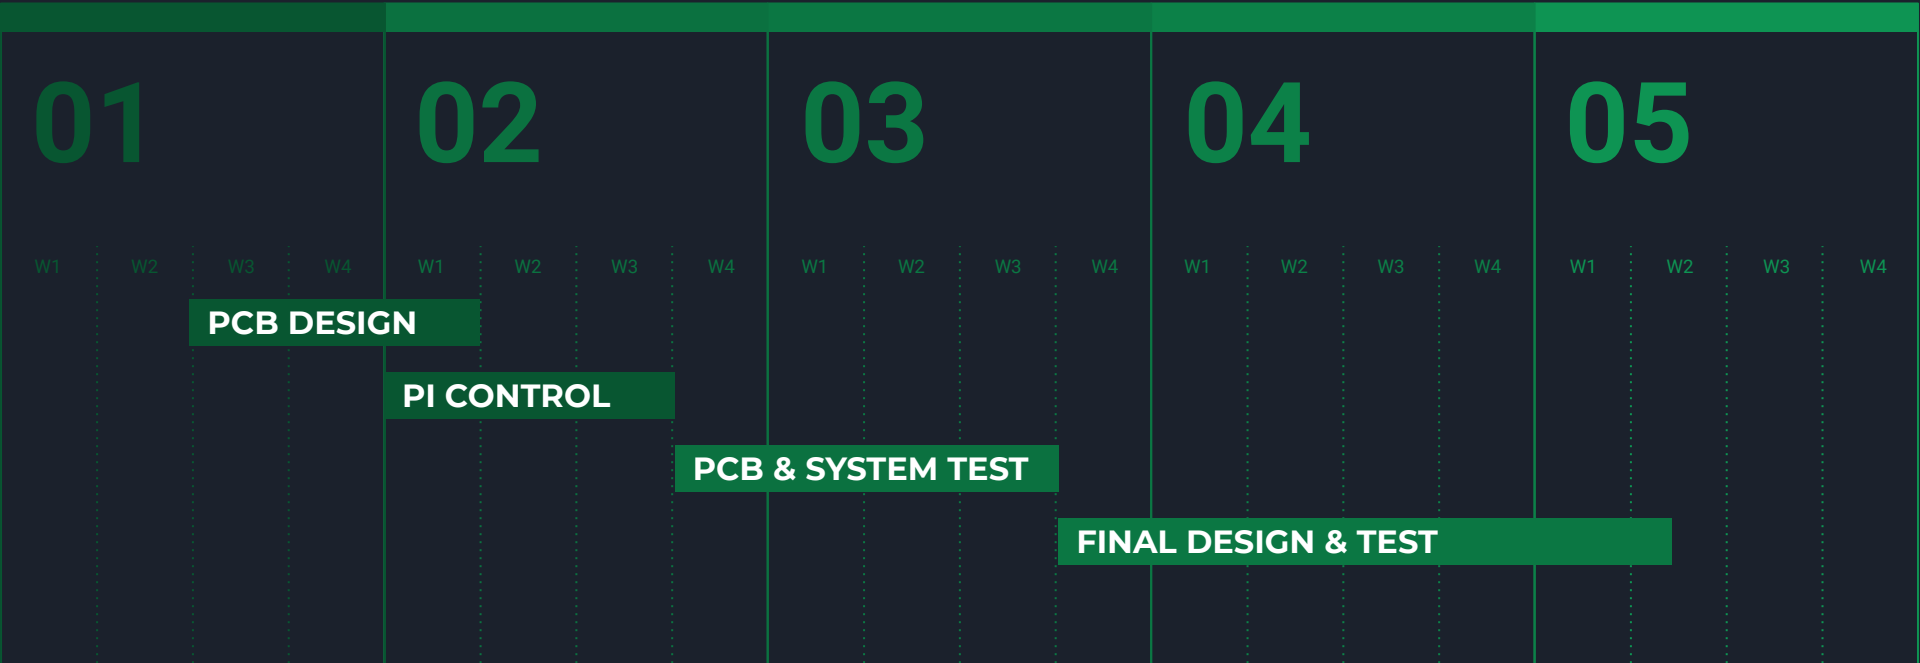 01 02 03 04 05
W1 W2 W3 W4 W1 W2 W3 W4 W1 W2 W3 W4 W1 W2 W3 W4 W1 W2 W3 W4
PCB DESIGN
PI CONTROL
PCB & SYSTEM TEST
FINAL DESIGN & TEST